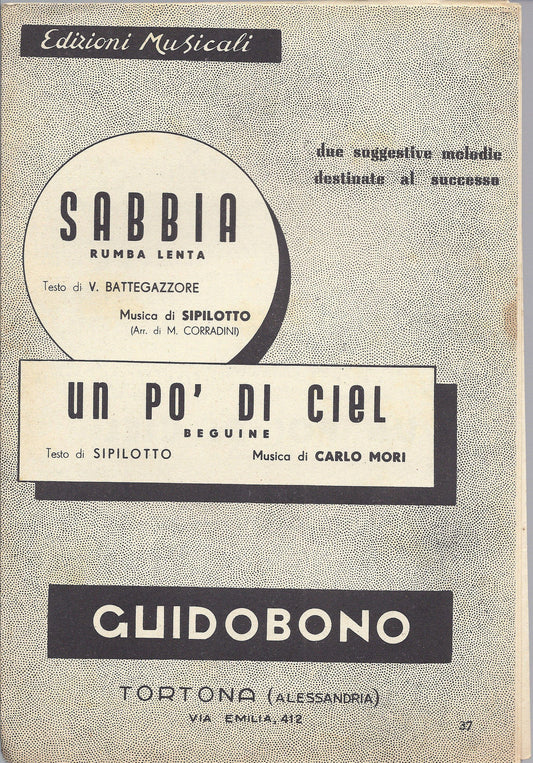 Edizioni Musicali
due suggestive melodie
destinate al successo
SABBIA
RUMBA LENTA
Testo di V. BATTEGAZZORE
Musica di SIPILOTTO
(Arr. di M. CORRADINI)
un PO' DI CIel
BEGUINE
Testo di SIPILOTTO Musica di CARLO MORI
GUIDOBONO
TORTONA (ALESSANDRIA)
VIA EMILIA, 412
37